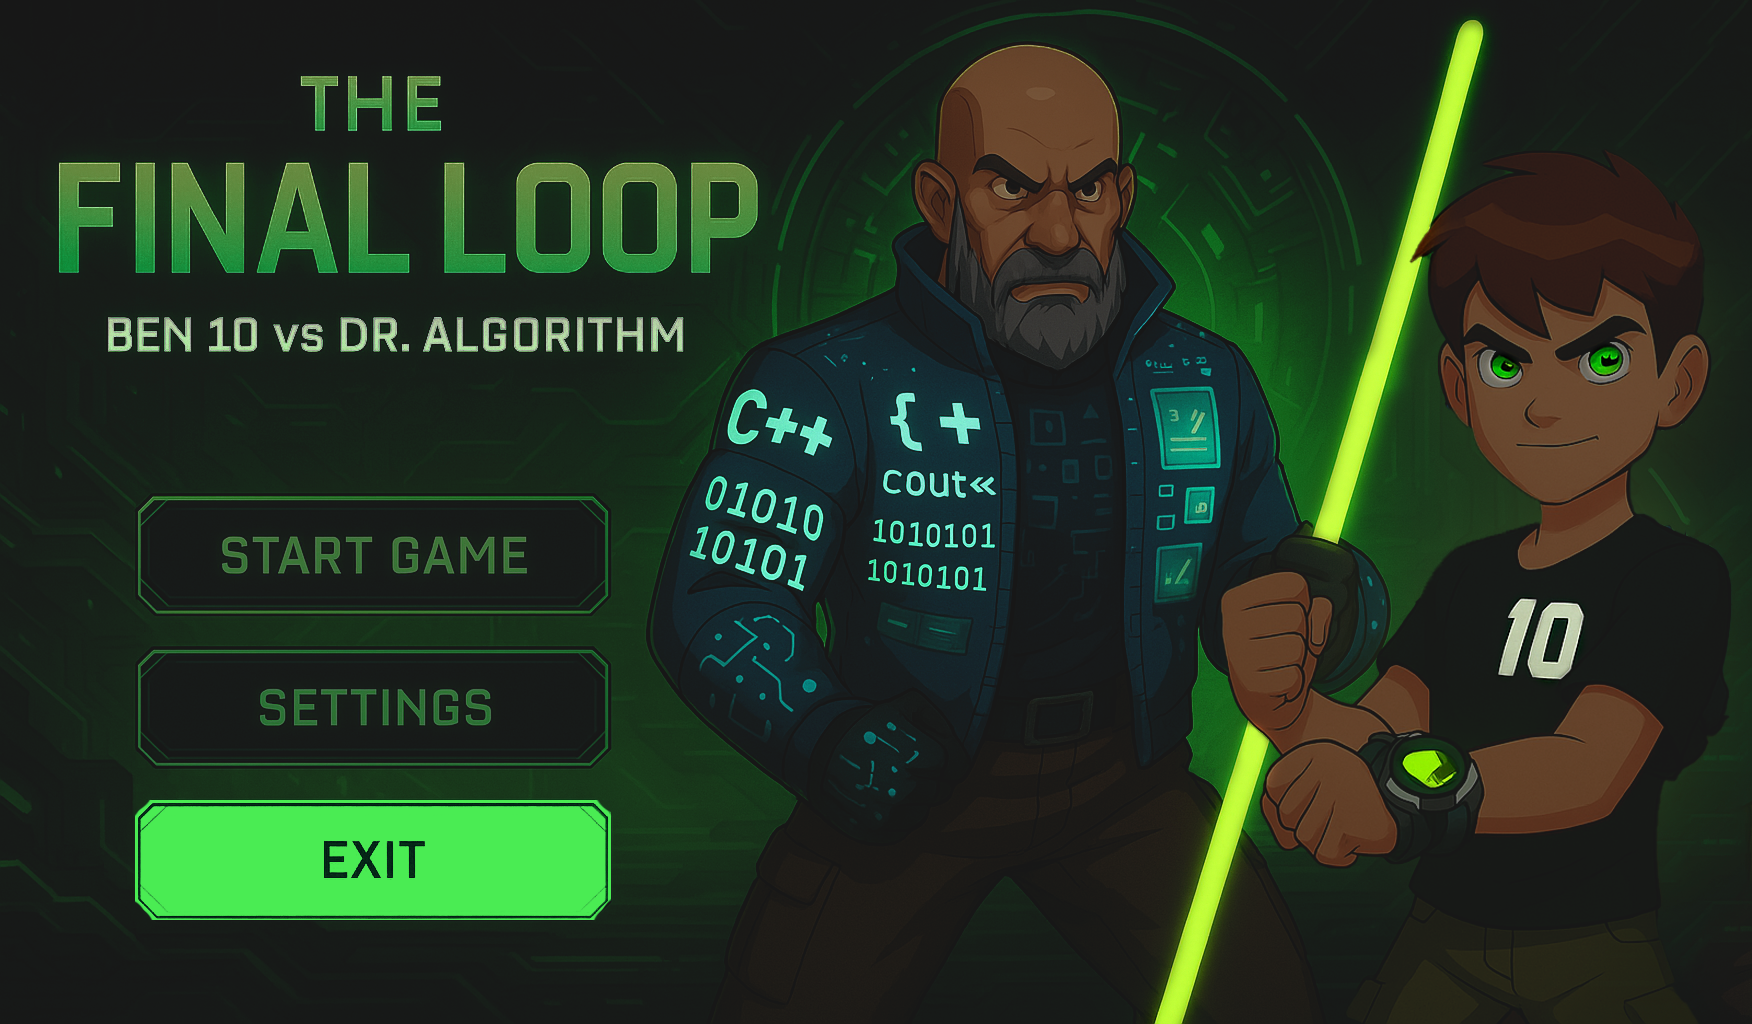 THE
FINAL LOOP
BEN 10 vs DR. ALGORITHM
START GAME
SETTINGS
EXIT
C++
01010
10101
{ +
cout«
1010101
1010101
10